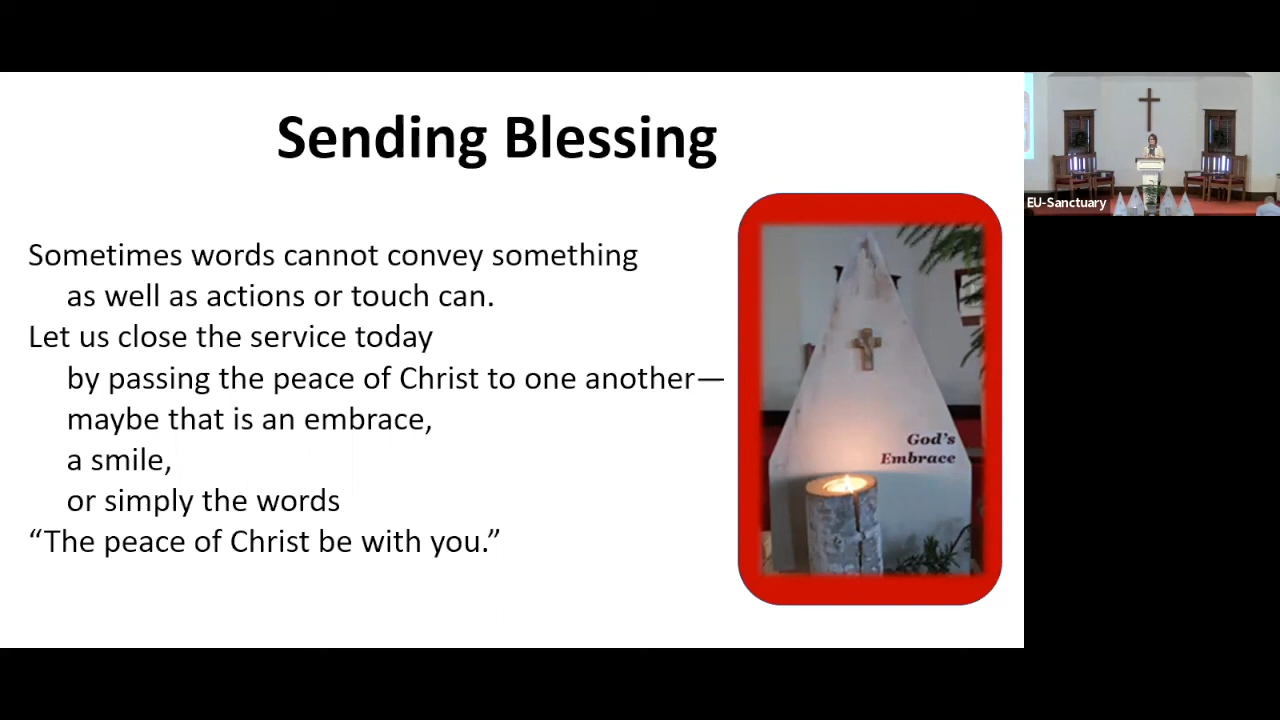 Sending Blessing
Sometimes words cannot convey something
as well as actions or touch can.
Let us close the service today
by passing the peace of Christ to one another—
maybe that is an embrace,
a smile,
or simply the words
“The peace of Christ be with you.”
God’s
Embrace
EU-Sanctuary